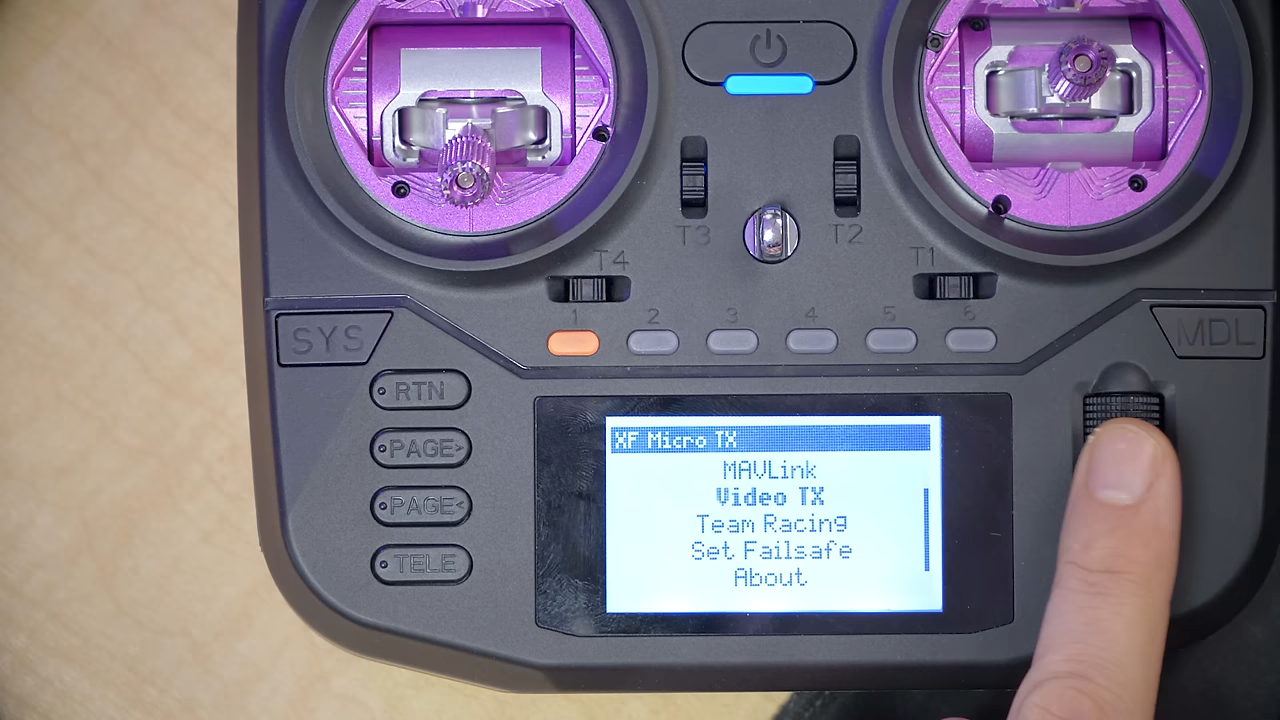 T3
T2
T4
T1
1
2
3
4
5
6
SYS
MDL
RTN
PAGE>
PAGE<
TELE
XF Micro TX
MAVLink
Video TX
Team Racing
Set Failsafe
About